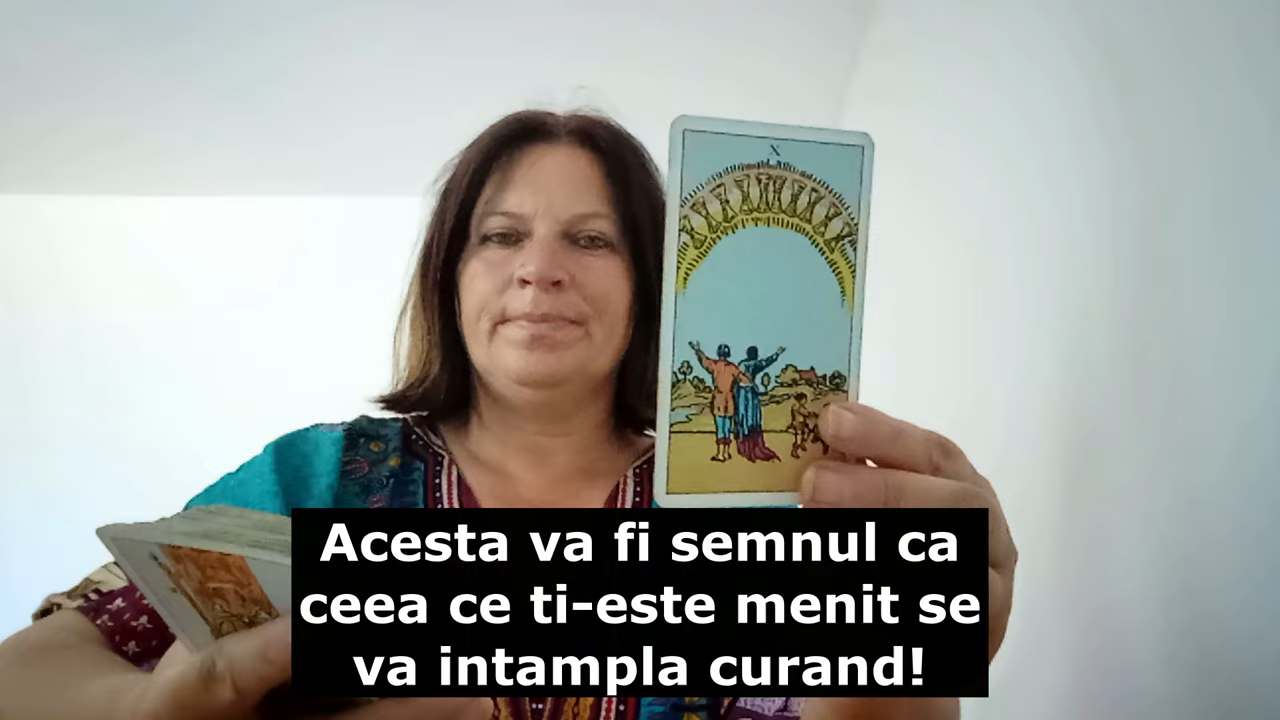 X
Acesta va fi semnul ca
ceea ce ti-este menit se
va intampla curand!